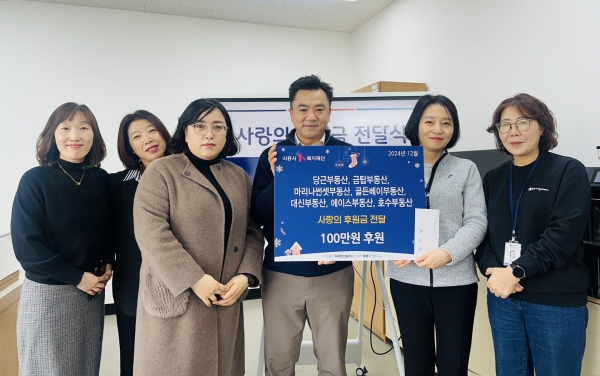 사랑의 금 전달식
시흥시 1% 복지재단
2024년 12월
당근부동산, 금탑부동산,
마리나썬셋부동산, 골든베이부동산,
대신부동산, 에이스부동산, 호수부동산
사랑의 후원금 전달
100만원 후원